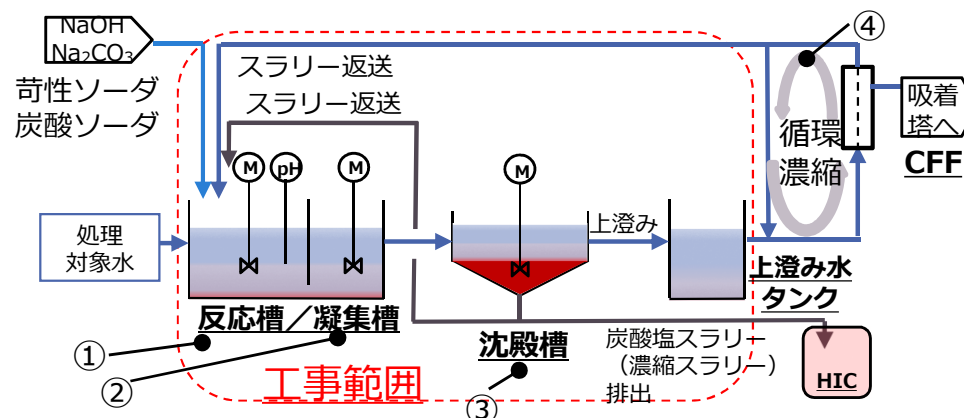 NaOH
Na₂CO₃
苛性ソーダ
炭酸ソーダ
スラリー返送
スラリー返送
④
循環
濃縮
吸着
塔へ
CFF
M
pH
M
M
処理
対象水
上澄み
上澄み水
タンク
反応槽／凝集槽
沈殿槽
炭酸塩スラリー
（濃縮スラリー）
排出
HIC
①
②
工事範囲
③